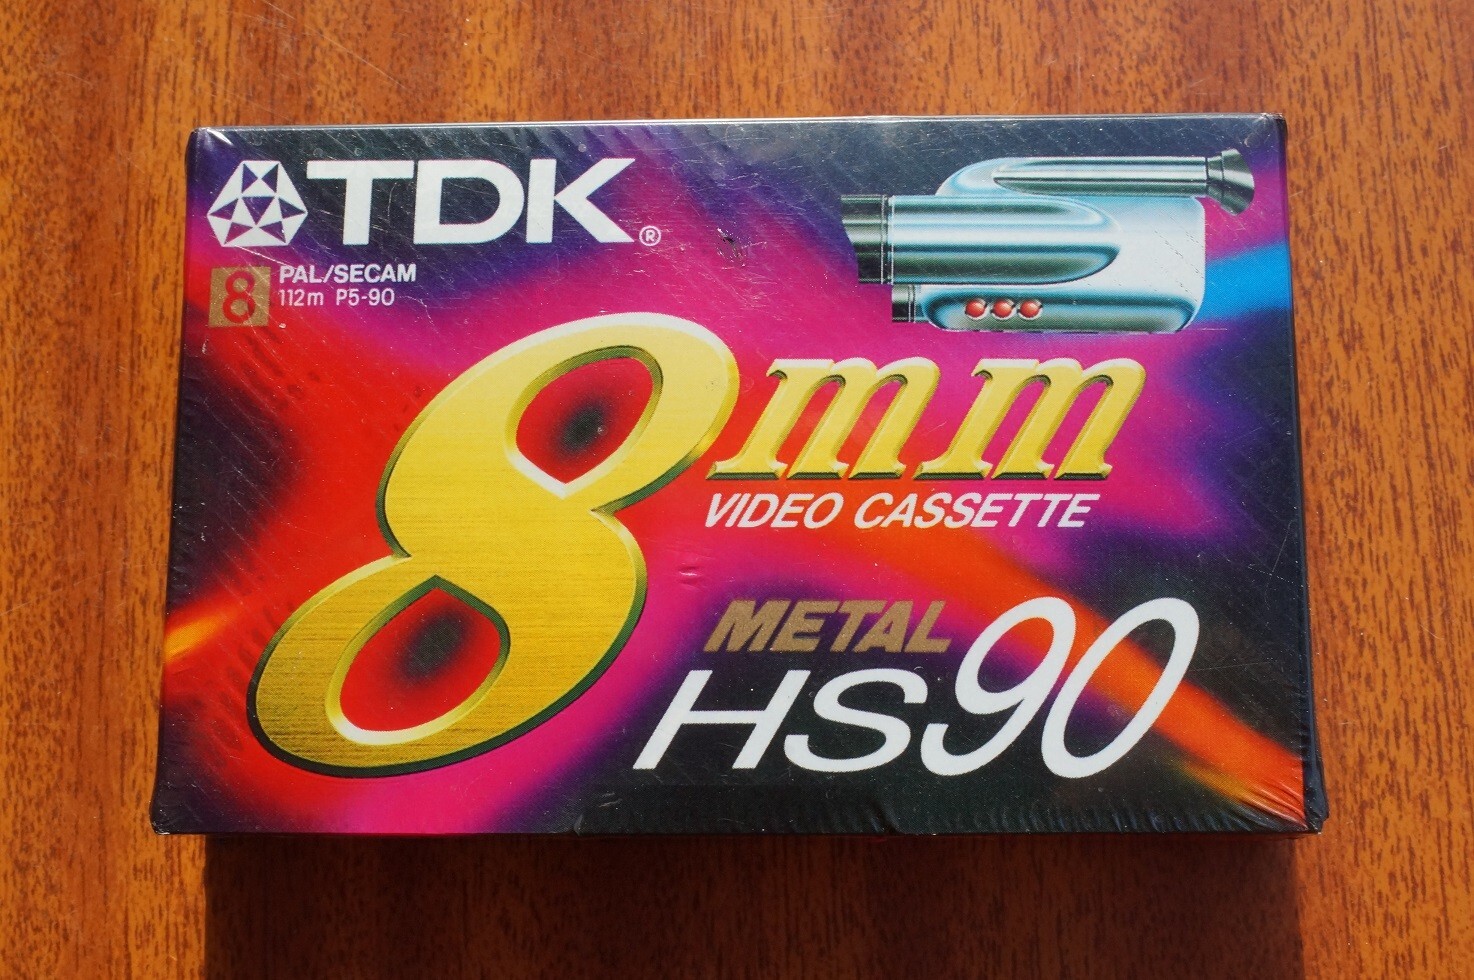 TDK®
8 PAL/SECAM
112m P5-90
8mm
VIDEO CASSETTE
METAL
HS90